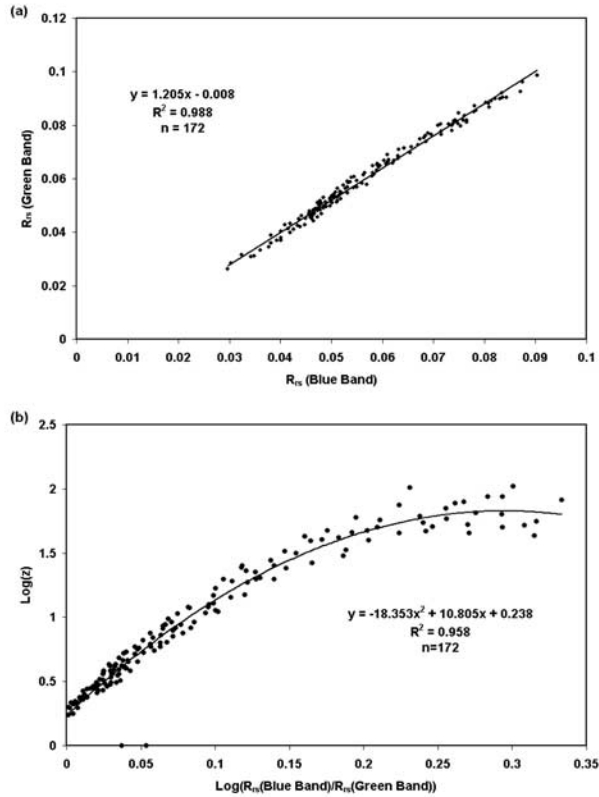 (a)
0.12
0.1
0.08
0.06
0.04
0.02
0
y = 1.205x - 0.008
R² = 0.988
n = 172
Rrs (Green Band)
0 0.01 0.02 0.03 0.04 0.05 0.06 0.07 0.08 0.09 0.1
Rrs (Blue Band)
(b)
2.5
2
1.5
1
0.5
0
Log(z)
y = -18.353x² + 10.805x + 0.238
R² = 0.958
n=172
0 0.05 0.1 0.15 0.2 0.25 0.3 0.35
Log(Rrs(Blue Band)/Rrs(Green Band))